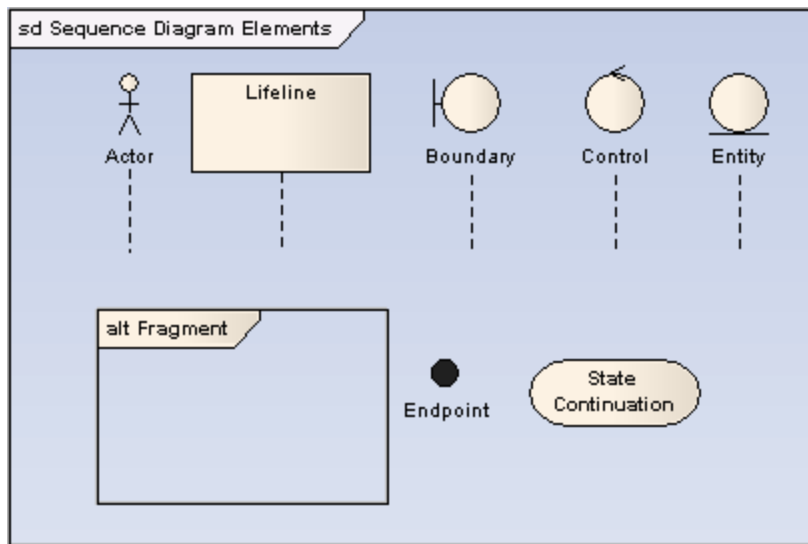 sd Sequence Diagram Elements
Lifeline
Actor
Boundary
Control
Entity
alt Fragment
Endpoint
State
Continuation